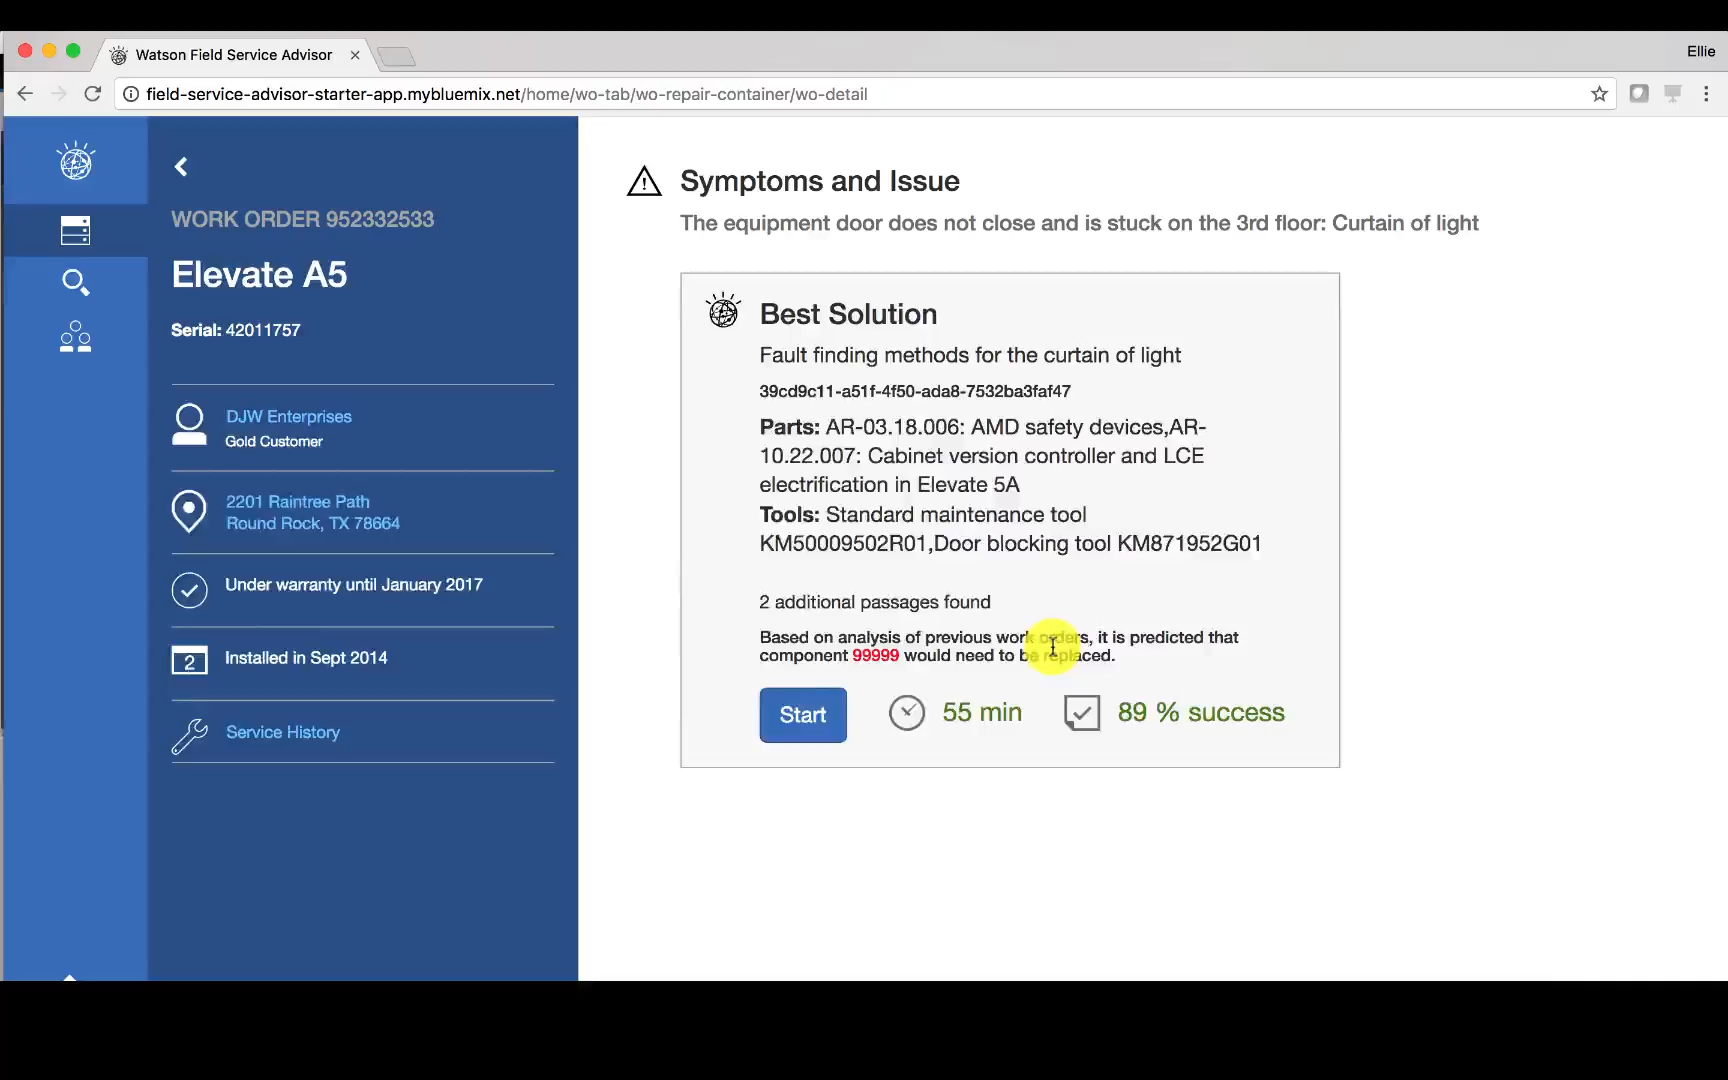 Watson Field Service Advisor
Ellie
field-service-advisor-starter-app.mybluemix.net/home/wo-tab/wo-repair-container/wo-detail
WORK ORDER 952332533
Elevate A5
Serial: 42011757
DJW Enterprises
Gold Customer
2201 Raintree Path
Round Rock, TX 78664
Under warranty until January 2017
2
Installed in Sept 2014
Service History
Symptoms and Issue
The equipment door does not close and is stuck on the 3rd floor: Curtain of light
Best Solution
Fault finding methods for the curtain of light
39cd9c11-a51f-4f50-ada8-7532ba3faf47
Parts: AR-03.18.006: AMD safety devices,AR-
10.22.007: Cabinet version controller and LCE
electrification in Elevate 5A
Tools: Standard maintenance tool
KM50009502R01,Door blocking tool KM871952G01
2 additional passages found
Based on analysis of previous work orders, it is predicted that
component 99999 would need to be replaced.
Start
55 min
89 % success